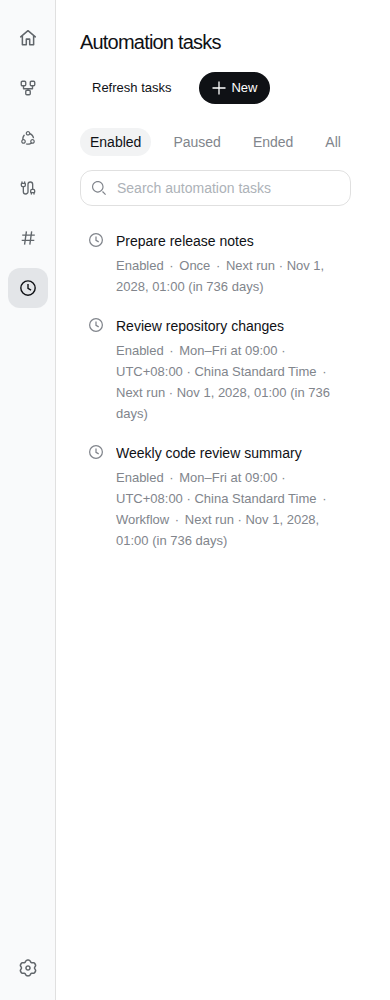 Automation tasks
Refresh tasks
New
Enabled
Paused
Ended
All
Search automation tasks
Prepare release notes
Enabled · Once · Next run · Nov 1,
2028, 01:00 (in 736 days)
Review repository changes
Enabled · Mon–Fri at 09:00 ·
UTC+08:00 · China Standard Time ·
Next run · Nov 1, 2028, 01:00 (in 736
days)
Weekly code review summary
Enabled · Mon–Fri at 09:00 ·
UTC+08:00 · China Standard Time ·
Workflow · Next run · Nov 1, 2028,
01:00 (in 736 days)